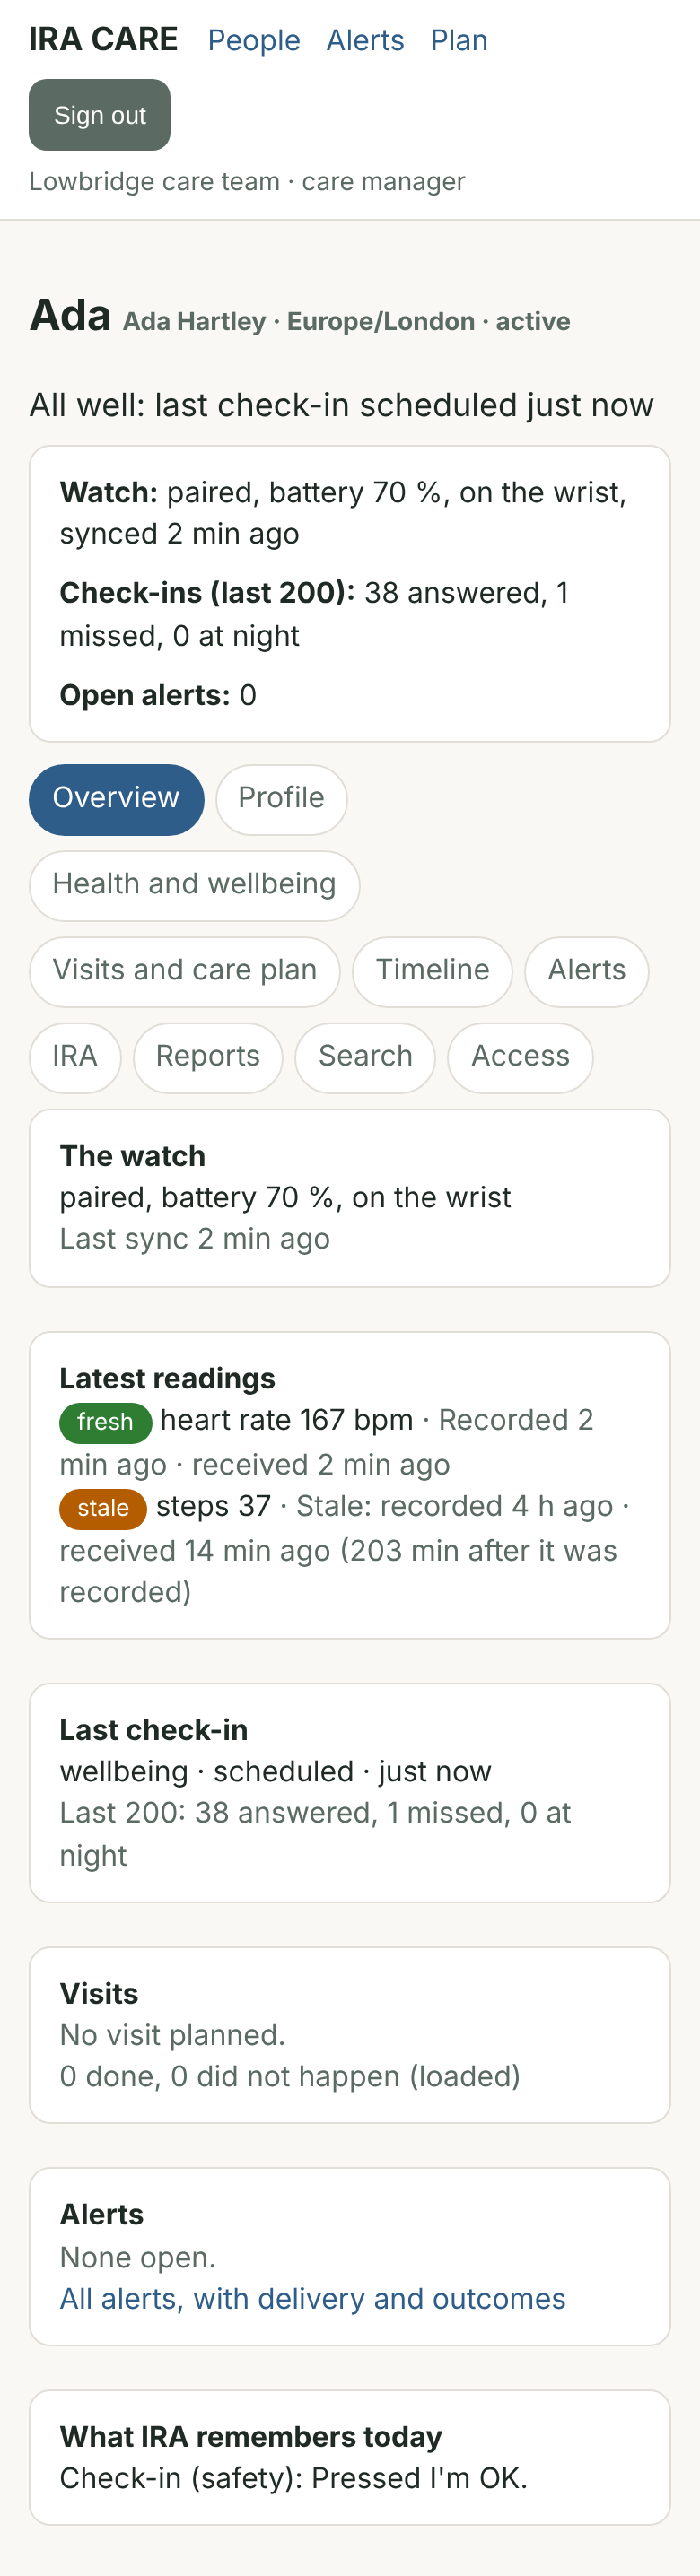 IRA CARE People Alerts Plan
Sign out
Lowbridge care team · care manager
Ada Ada Hartley · Europe/London · active
All well: last check-in scheduled just now
Watch: paired, battery 70 %, on the wrist,
synced 2 min ago
Check-ins (last 200): 38 answered, 1
missed, 0 at night
Open alerts: 0
Overview Profile
Health and wellbeing
Visits and care plan Timeline Alerts
IRA Reports Search Access
The watch
paired, battery 70 %, on the wrist
Last sync 2 min ago
Latest readings
fresh heart rate 167 bpm · Recorded 2
min ago · received 2 min ago
stale steps 37 · Stale: recorded 4 h ago ·
received 14 min ago (203 min after it was
recorded)
Last check-in
wellbeing · scheduled · just now
Last 200: 38 answered, 1 missed, 0 at
night
Visits
No visit planned.
0 done, 0 did not happen (loaded)
Alerts
None open.
All alerts, with delivery and outcomes
What IRA remembers today
Check-in (safety): Pressed I'm OK.